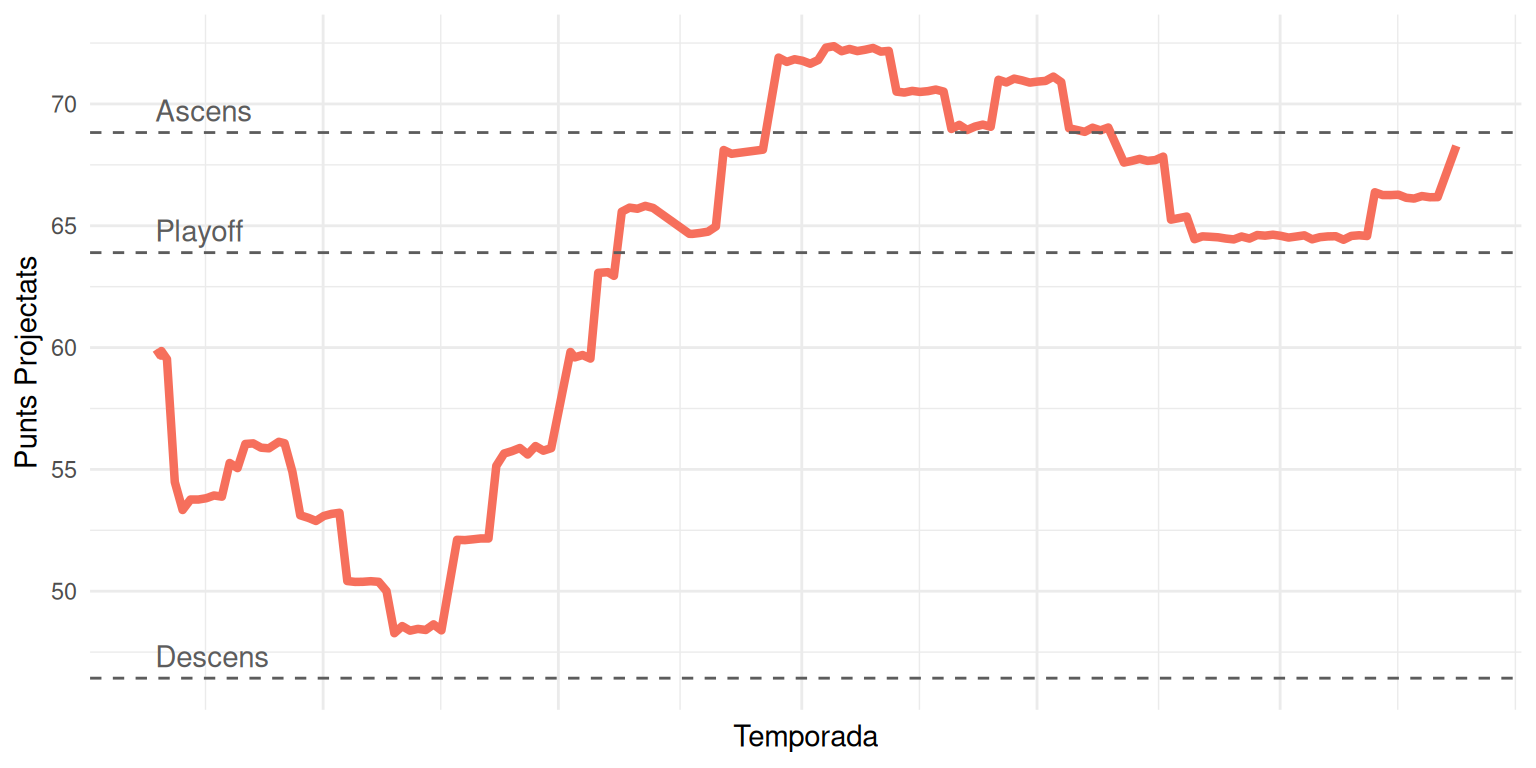 70
Ascens
65
Playoff
60
55
50
Descens
Punts Projectats
Temporada